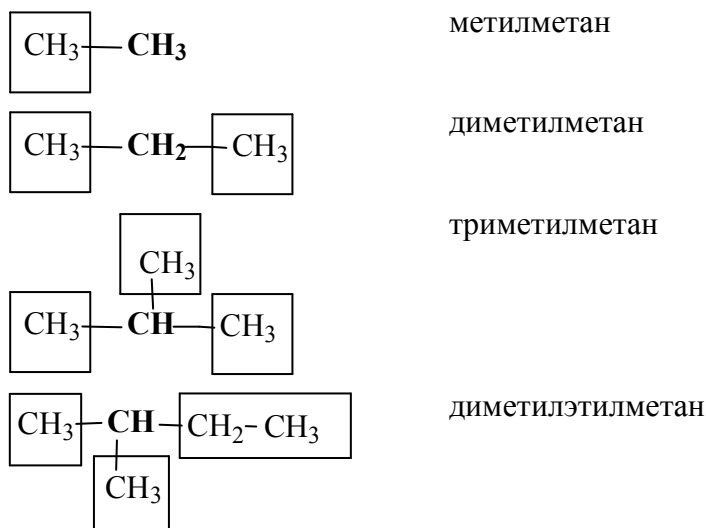 CH3 CH3 метилметан
CH3 CH2 CH3 диметилметан
триметилметан
CH3
CH3 CH CH3
CH3 CH CH2 CH3 диметилэтилметан
CH3